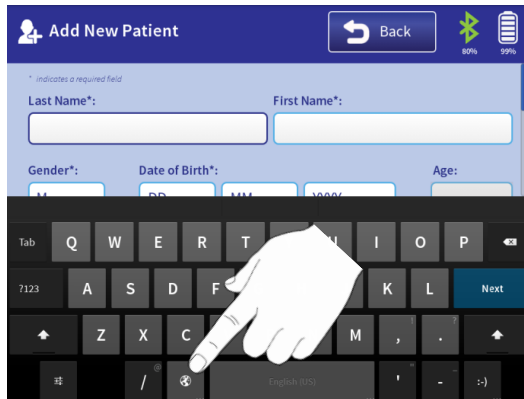 Add New Patient
Back
80%
99%
* indicates a required field
Last Name*:
First Name*:
Gender*:
Date of Birth*:
Age:
M
DD
MM
YYYY
Tab Q W E R T I O P
?123 A S D F K L Next
Z X C M , ! . ?
/ @ English (US) ' " - _ :-)